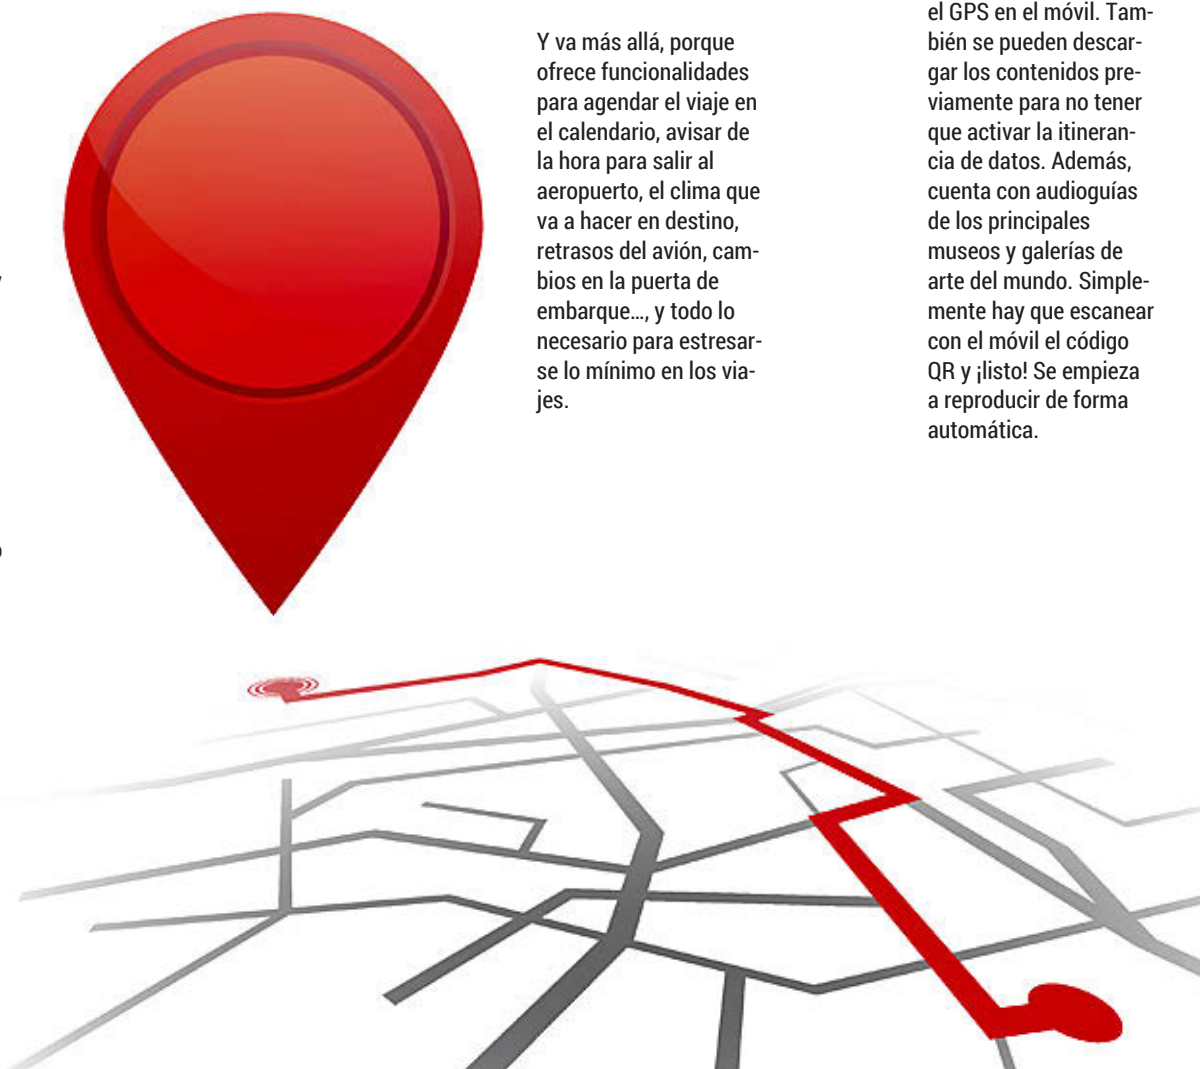 Y va más allá, porque
ofrece funcionalidades
para agendar el viaje en
el calendario, avisar de
la hora para salir al
aeropuerto, el clima que
va a hacer en destino,
retrasos del avión, cam-
bios en la puerta de
embarque..., y todo lo
necesario para estresar-
se lo mínimo en los via-
jes.
el GPS en el móvil. Tam-
bién se pueden descar-
gar los contenidos pre-
viamente para no tener
que activar la itineran-
cia de datos. Además,
cuenta con audioguías
de los principales
museos y galerías de
arte del mundo. Simple-
mente hay que escanear
con el móvil el código
QR y ¡listo! Se empieza
a reproducir de forma
automática.